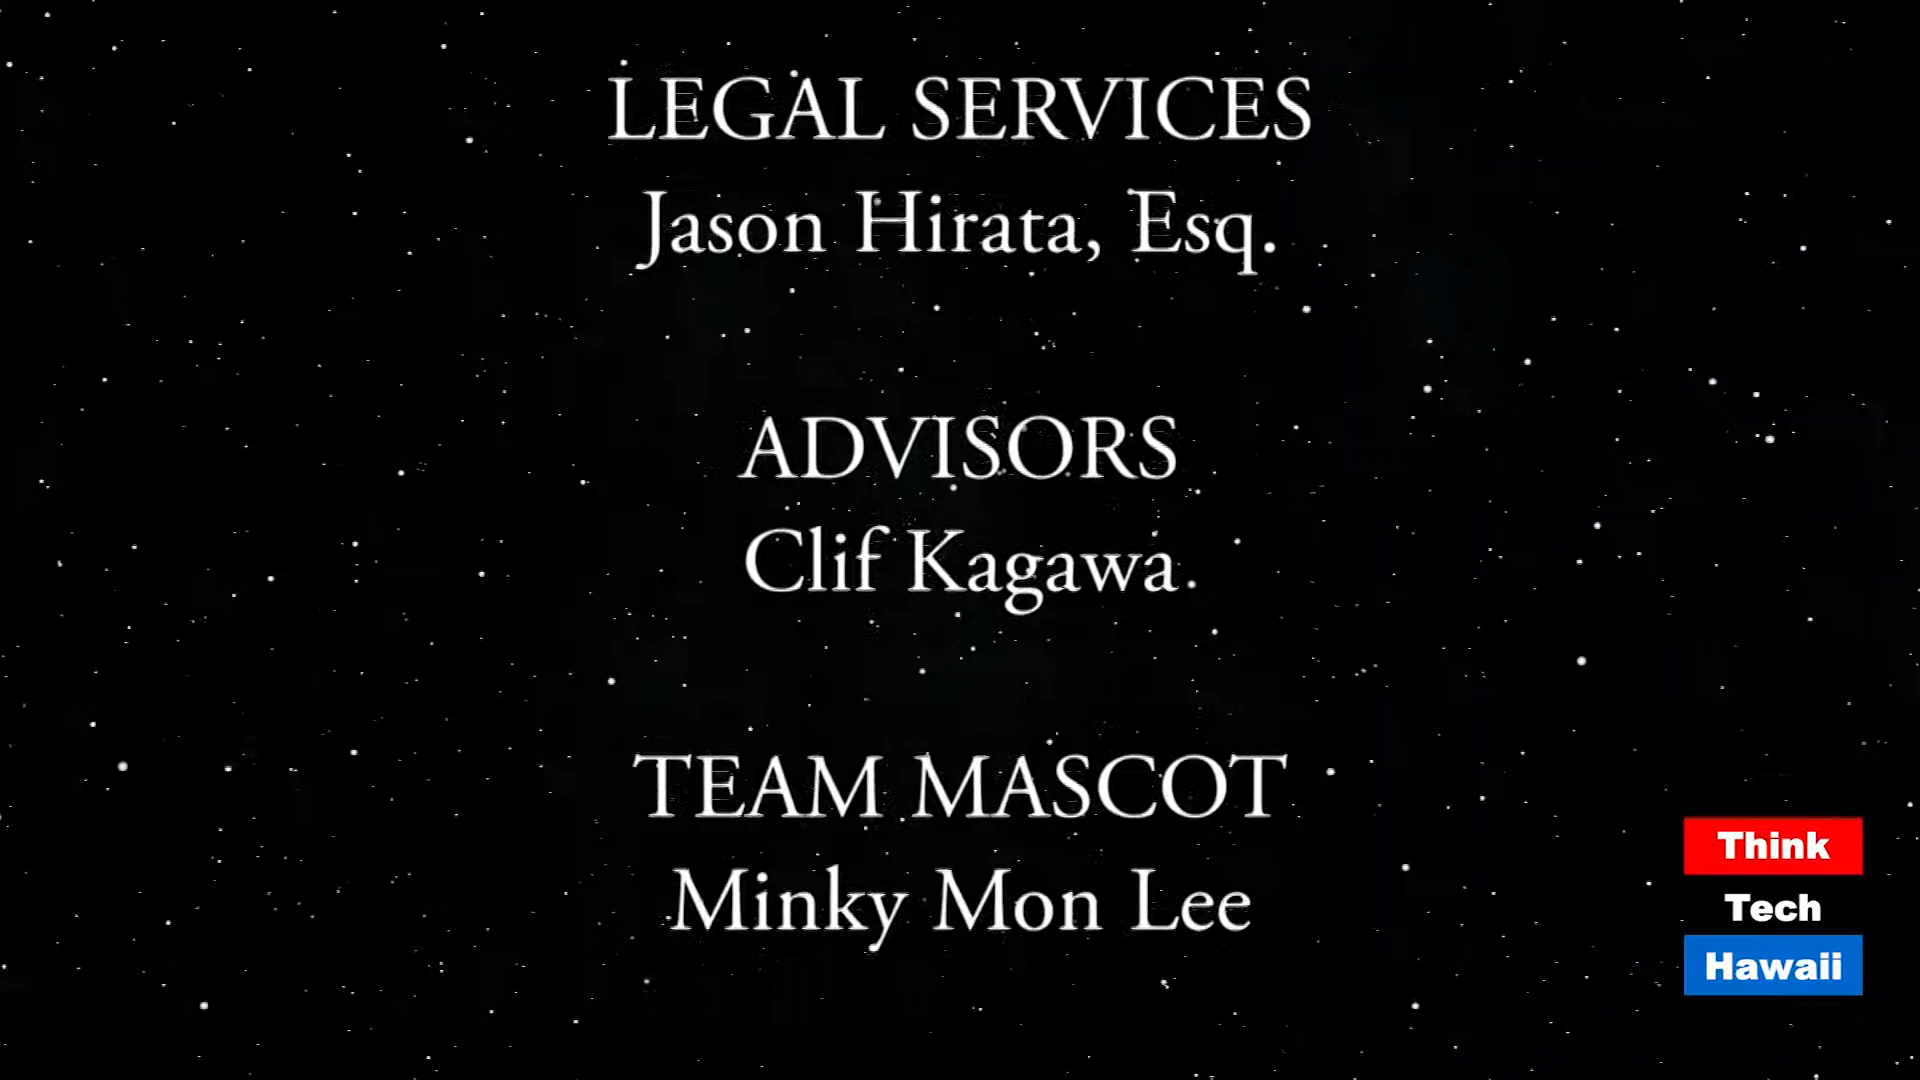 LEGAL SERVICES
Jason Hirata, Esq.
ADVISORS
Clif Kagawa
TEAM MASCOT
Minky Mon Lee
Think
Tech
Hawaii